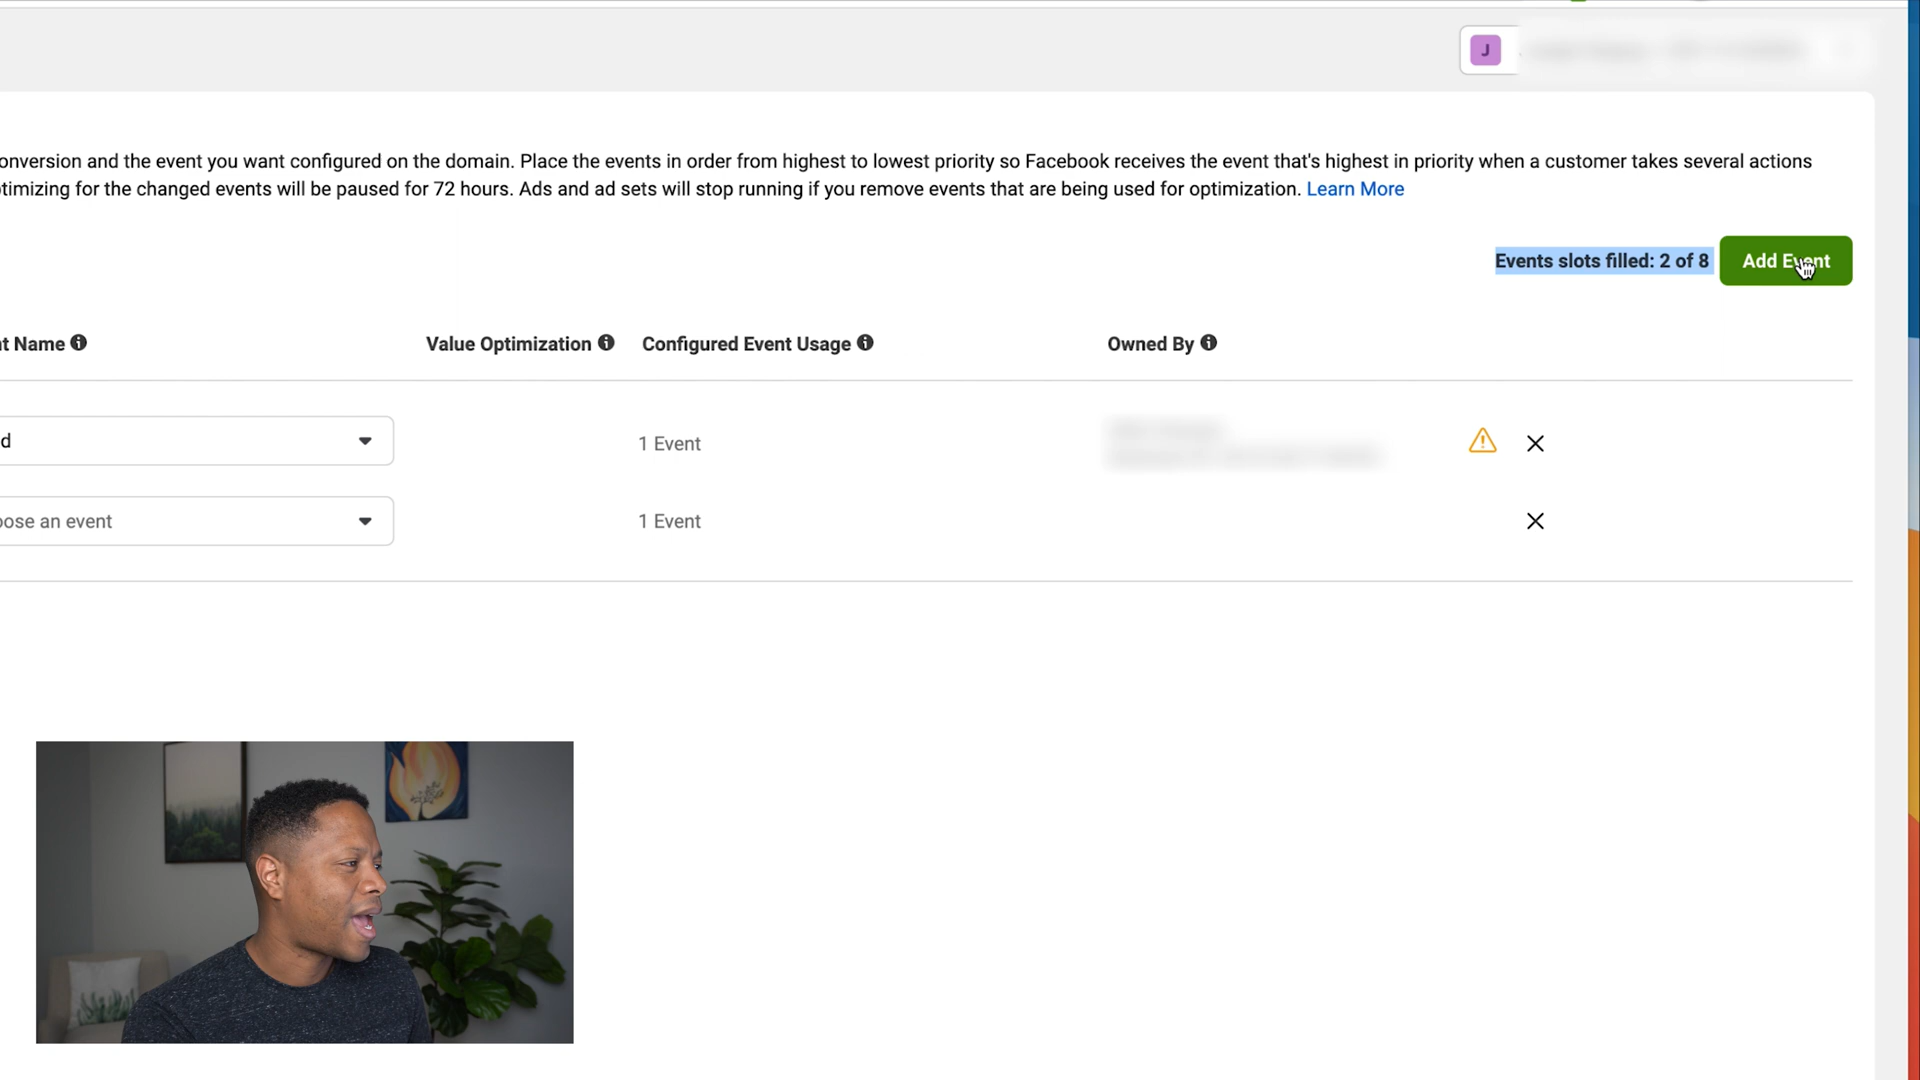 J
onversion and the event you want configured on the domain. Place the events in order from highest to lowest priority so Facebook receives the event that's highest in priority when a customer takes several actions
timizing for the changed events will be paused for 72 hours. Ads and ad sets will stop running if you remove events that are being used for optimization. Learn More
Events slots filled: 2 of 8 Add Event
t Name Value Optimization Configured Event Usage Owned By
d 1 Event
ose an event 1 Event